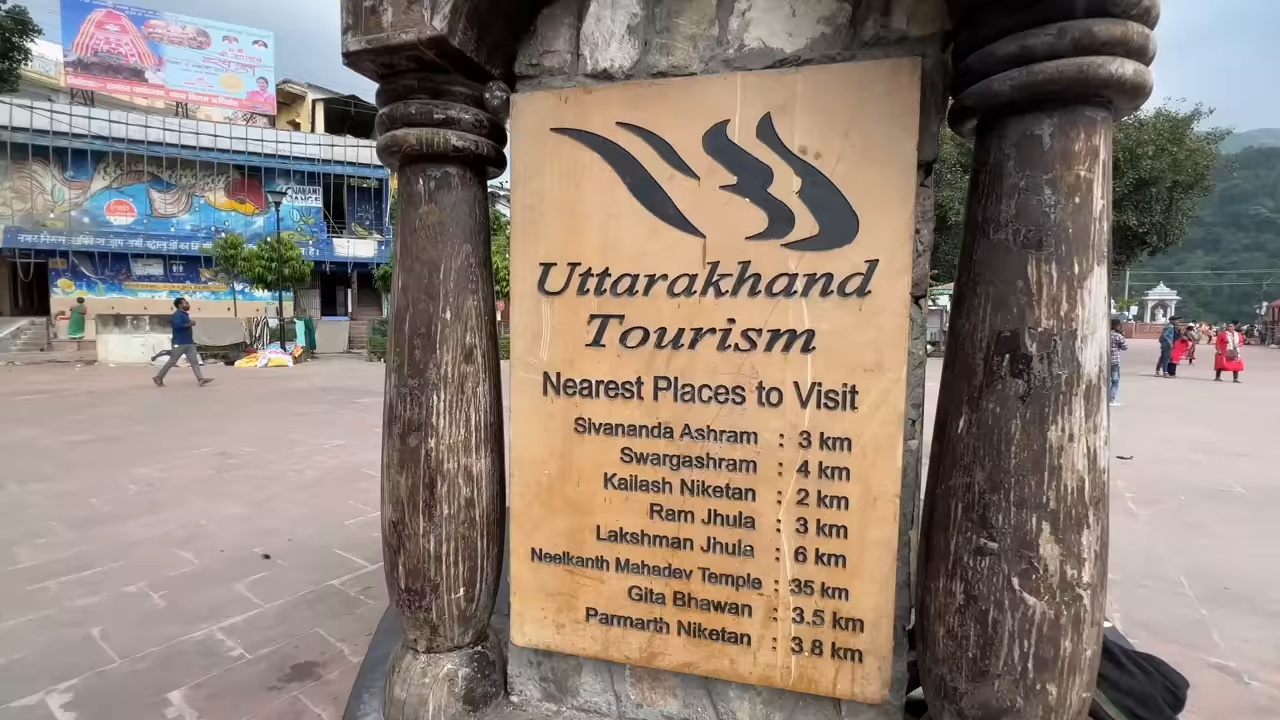 NAMAMI
GANGE
Uttarakhand
Tourism
Nearest Places to Visit
Sivananda Ashram : 3 km
Swargashram : 4 km
Kailash Niketan : 2 km
Ram Jhula : 3 km
Lakshman Jhula : 6 km
Neelkanth Mahadev Temple : 35 km
Gita Bhawan : 3.5 km
Parmarth Niketan : 3.8 km